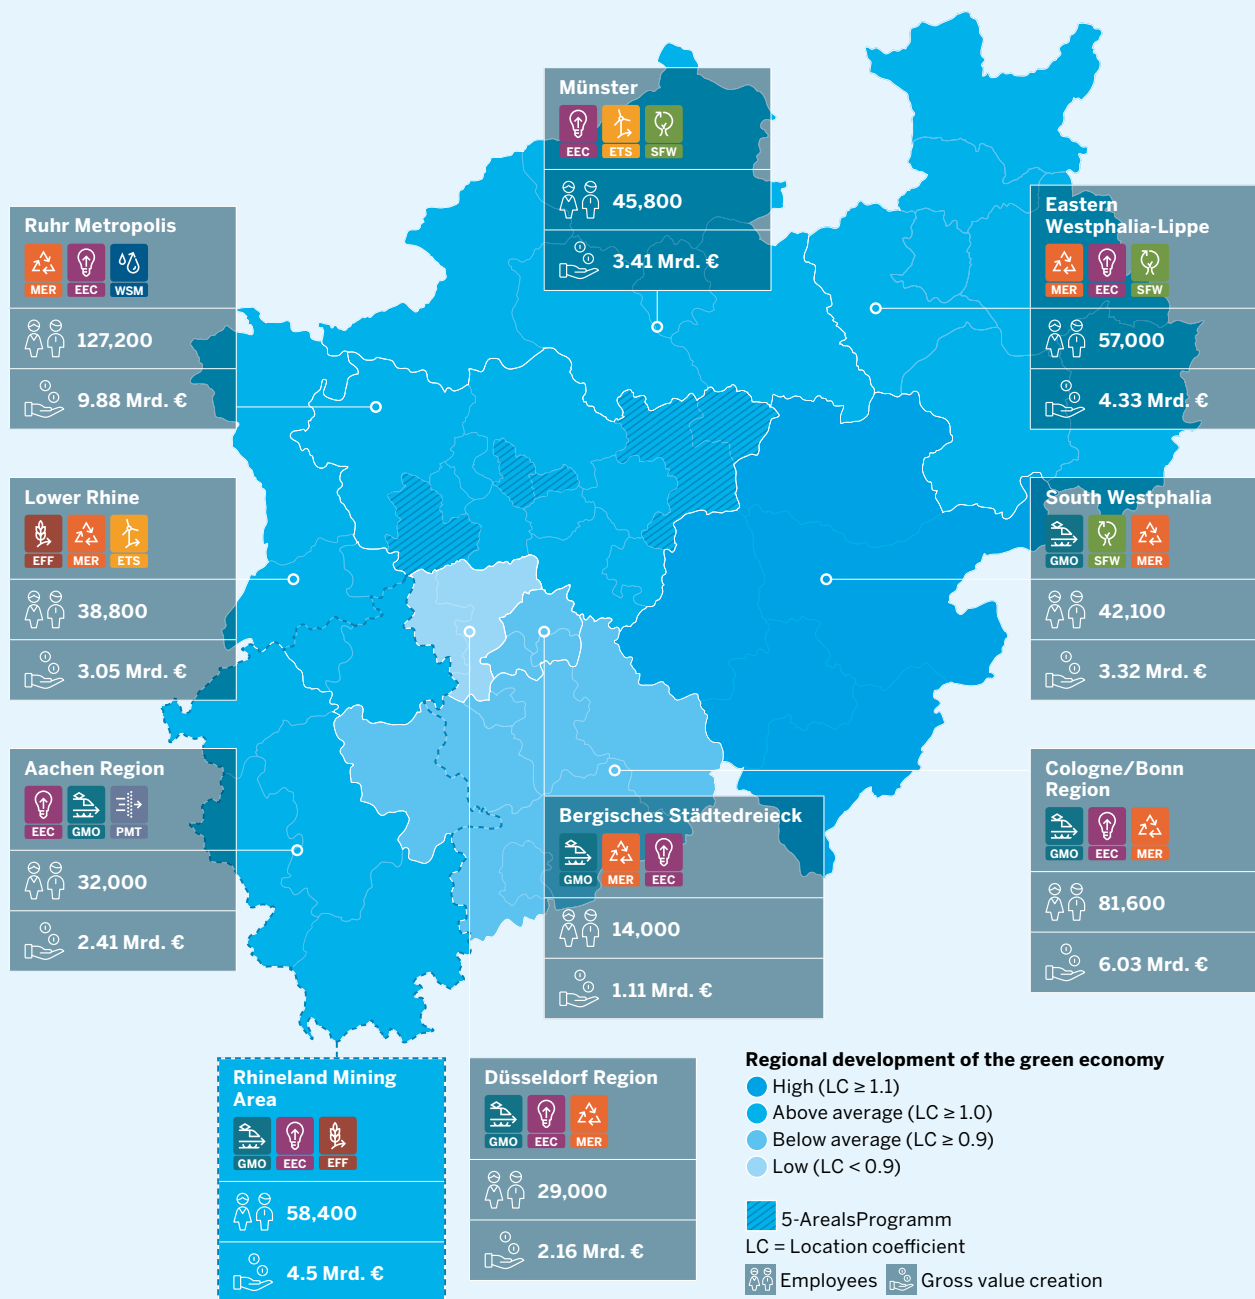 Münster
EEC ETS SFW
45,800
3.41 Mrd. €
Ruhr Metropolis
MER EEC WSM
127,200
9.88 Mrd. €
Eastern
Westphalia-Lippe
MER EEC SFW
57,000
4.33 Mrd. €
Lower Rhine
EFF MER ETS
38,800
3.05 Mrd. €
South Westphalia
GMO SFW MER
42,100
3.32 Mrd. €
Aachen Region
EEC GMO PMT
32,000
2.41 Mrd. €
Bergisches Städtedreieck
GMO MER EEC
14,000
1.11 Mrd. €
Cologne/Bonn
Region
GMO EEC MER
81,600
6.03 Mrd. €
Rhineland Mining
Area
GMO EEC EFF
58,400
4.5 Mrd. €
Düsseldorf Region
GMO EEC MER
29,000
2.16 Mrd. €
Regional development of the green economy
High (LC ≥ 1.1)
Above average (LC ≥ 1.0)
Below average (LC ≥ 0.9)
Low (LC < 0.9)
5-ArealsProgramm
LC = Location coefficient
Employees Gross value creation